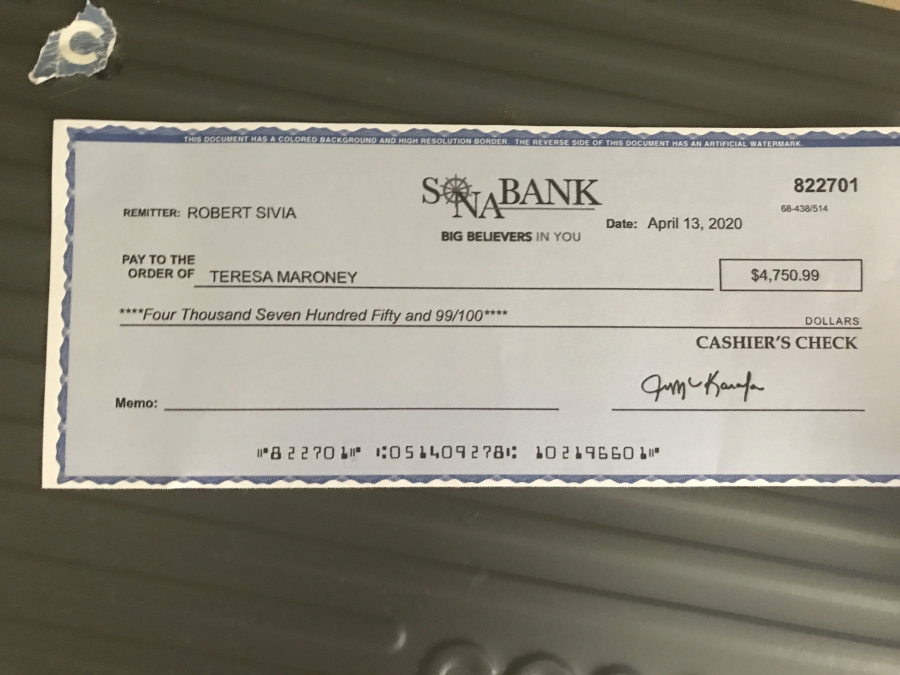 C
THIS DOCUMENT HAS A COLORED BACKGROUND AND HIGH RESOLUTION BORDER. THE REVERSE SIDE OF THIS DOCUMENT HAS AN ARTIFICIAL WATERMARK.
SONABANK
BIG BELIEVERS IN YOU
822701
68-438/514
REMITTER: ROBERT SIVIA
Date: April 13, 2020
PAY TO THE
ORDER OF TERESA MARONEY
$4,750.99
****Four Thousand Seven Hundred Fifty and 99/100****
DOLLARS
CASHIER'S CHECK
Memo:
⑈822701⑈ ⑆051409278⑆ 102196601⑈